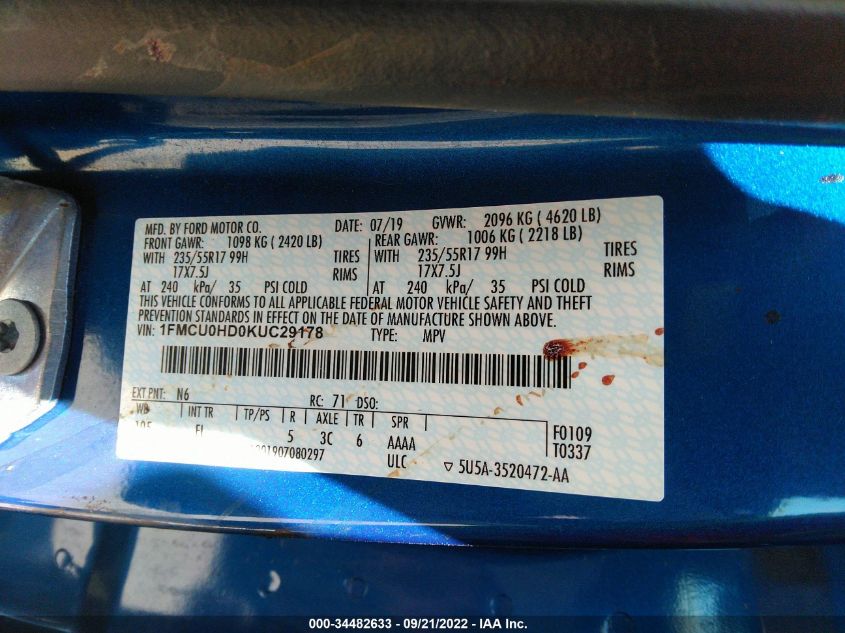 MFD. BY FORD MOTOR CO. DATE: 07/19 GVWR: 2096 KG ( 4620 LB)
FRONT GAWR: 1098 KG ( 2420 LB) REAR GAWR: 1006 KG ( 2218 LB)
WITH 235/55R17 99H TIRES WITH 235/55R17 99H TIRES
17X7.5J RIMS 17X7.5J RIMS
AT 240 kPa/ 35 PSI COLD AT 240 kPa/ 35 PSI COLD
THIS VEHICLE CONFORMS TO ALL APPLICABLE FEDERAL MOTOR VEHICLE SAFETY AND THEFT
PREVENTION STANDARDS IN EFFECT ON THE DATE OF MANUFACTURE SHOWN ABOVE.
VIN: 1FMCU0HD0KUC29178 TYPE: MPV
EXT PNT: N6 RC: 71 DSO:
WB INT TR TP/PS R AXLE TR SPR F0109
105 FI 5 3C 6 AAAA T0337
01907080297 ULC ▽ 5U5A-3520472-AA
000-34482633 - 09/21/2022 - IAA Inc.